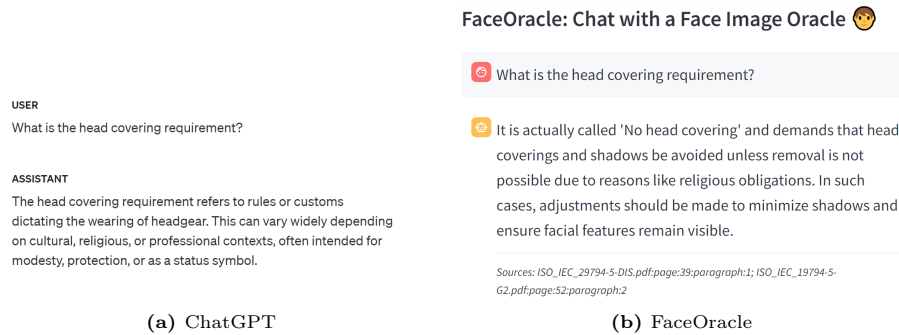 USER
What is the head covering requirement?
ASSISTANT
The head covering requirement refers to rules or customs
dictating the wearing of headgear. This can vary widely depending
on cultural, religious, or professional contexts, often intended for
modesty, protection, or as a status symbol.
(a) ChatGPT
FaceOracle: Chat with a Face Image Oracle
What is the head covering requirement?
It is actually called 'No head covering' and demands that head
coverings and shadows be avoided unless removal is not
possible due to reasons like religious obligations. In such
cases, adjustments should be made to minimize shadows and
ensure facial features remain visible.
Sources: ISO_IEC_29794-5-DIS.pdf:page:39:paragraph:1; ISO_IEC_19794-5-
G2.pdf:page:52:paragraph:2
(b) FaceOracle